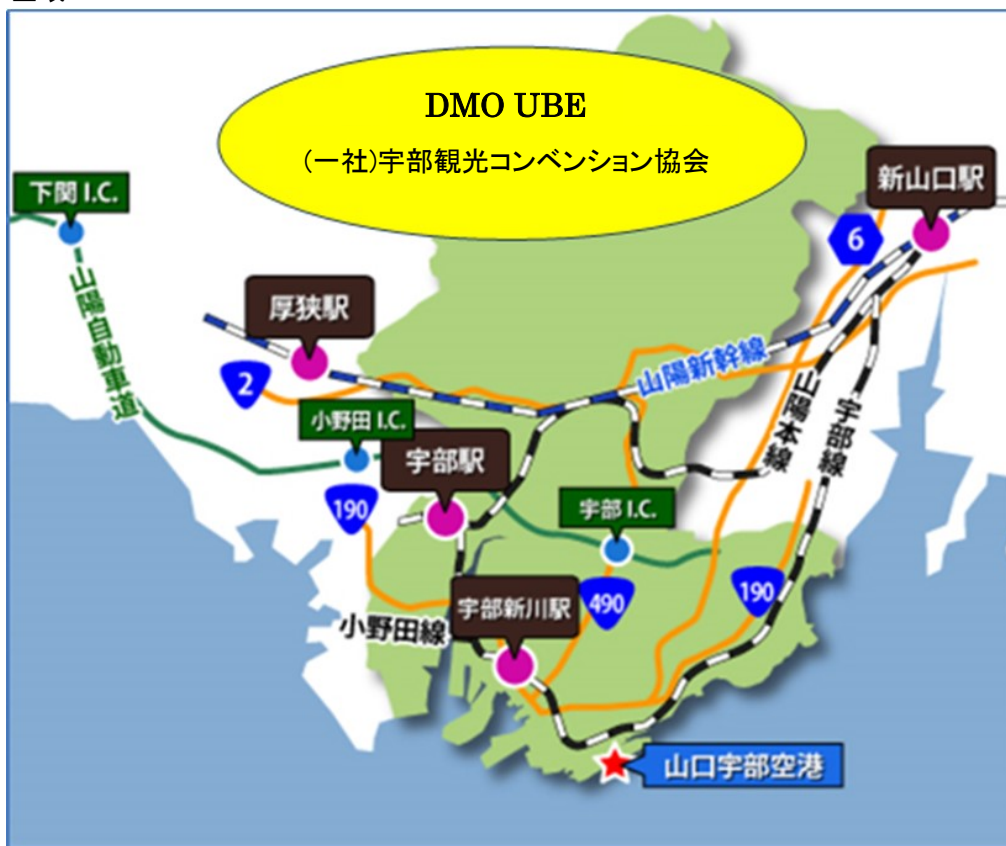 DMO UBE
(一社)宇部観光コンベンション協会
下関 I.C.
新山口駅
6
山陽自動車道
厚狭駅
山陽新幹線
2
小野田 I.C.
宇部駅
山陽本線
宇部線
190
宇部 I.C.
宇部新川駅
490
190
小野田線
山口宇部空港